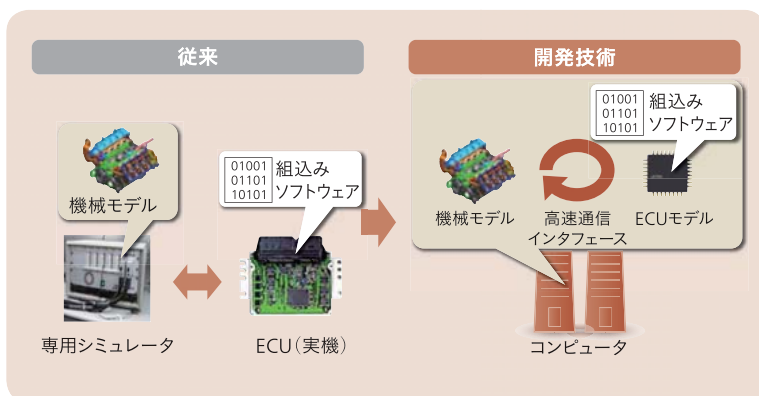 従来
機械モデル
01001
01101
10101
組込み
ソフトウェア
専用シミュレータ
ECU(実機)
開発技術
01001
01101
10101
組込み
ソフトウェア
機械モデル
高速通信
インタフェース
ECUモデル
コンピュータ